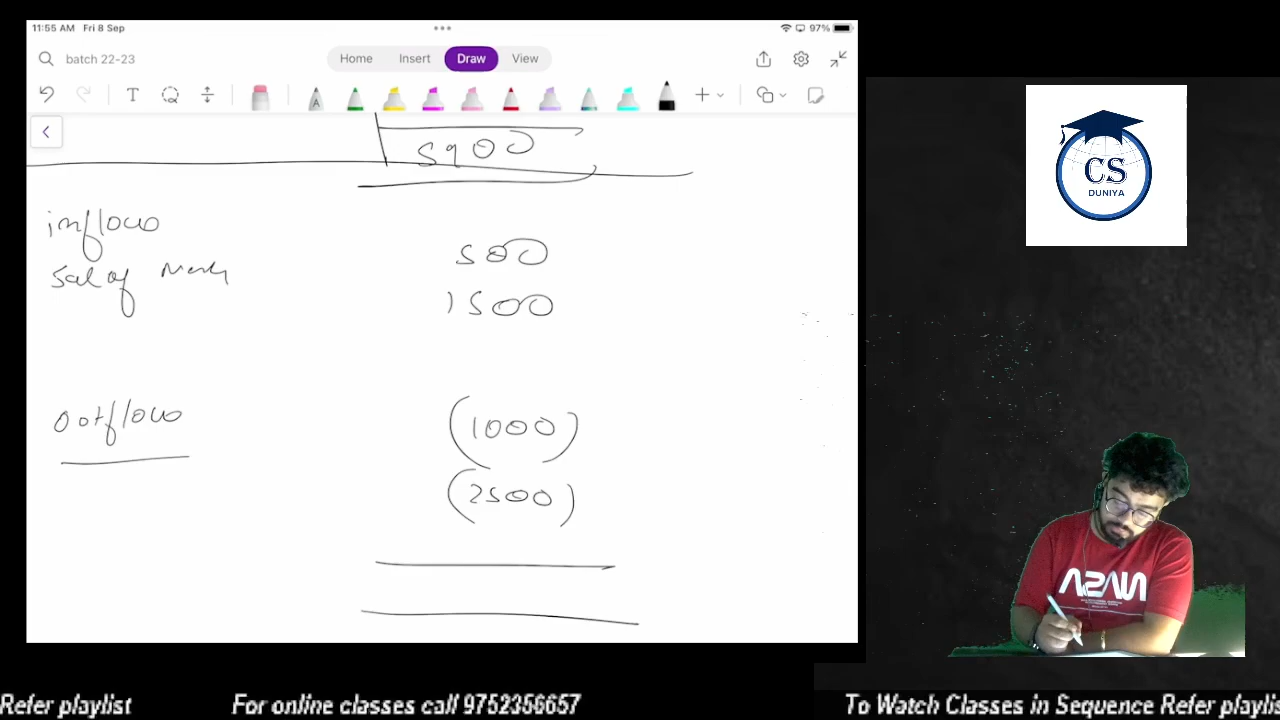 11:55 AM Fri 8 Sep
97%
batch 22-23
Home Insert Draw View
T
A
5900
inflow
500
Sal of
1500
outflow
(1000)
(2500)
CS
DUNIYA
Refer playlist For online classes call 9752356657 To Watch Classes in Sequence Refer playlis